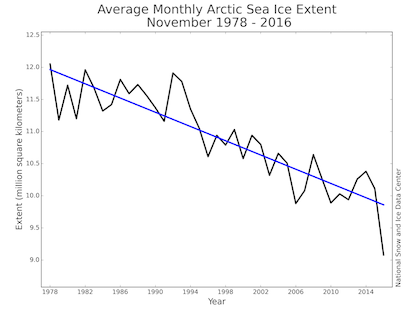 Average Monthly Arctic Sea Ice Extent
November 1978 - 2016
12.5
12.0
11.5
11.0
10.5
10.0
9.5
9.0
Extent (million square kilometers)
1978 1982 1986 1990 1994 1998 2002 2006 2010 2014
Year
National Snow and Ice Data Center